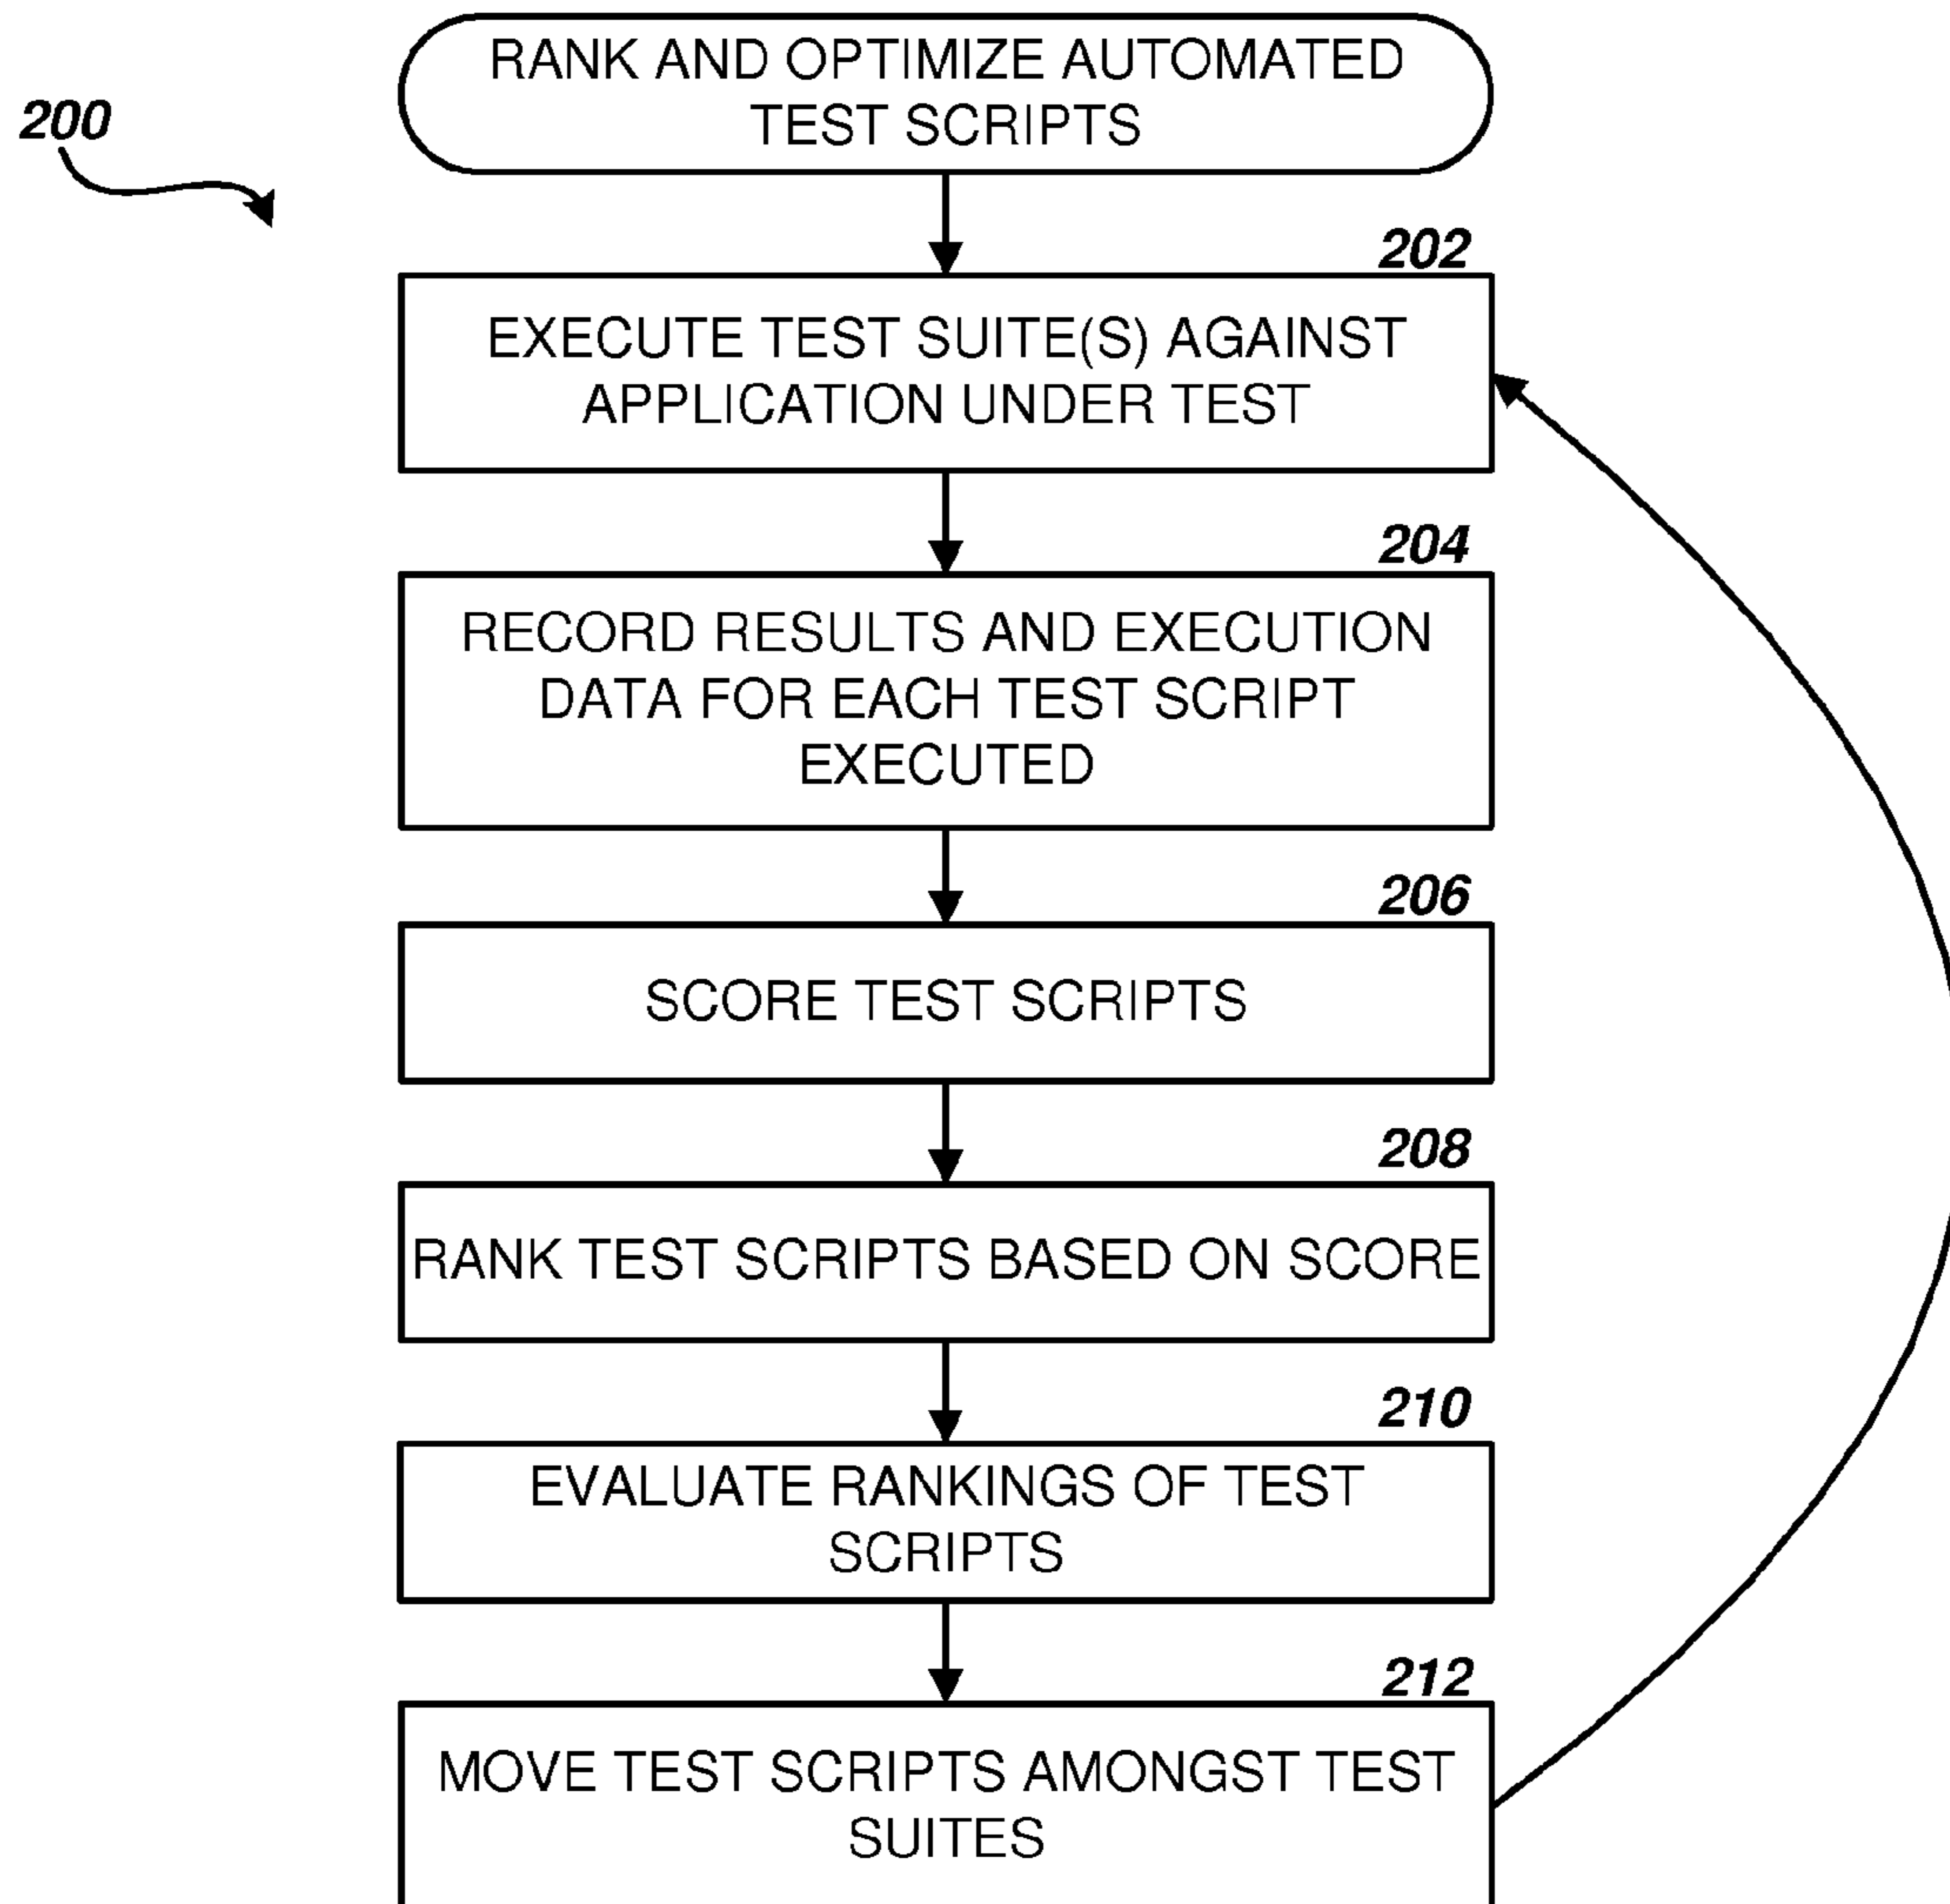 RANK AND OPTIMIZE AUTOMATED
TEST SCRIPTS
200
202
EXECUTE TEST SUITE(S) AGAINST
APPLICATION UNDER TEST
204
RECORD RESULTS AND EXECUTION
DATA FOR EACH TEST SCRIPT
EXECUTED
206
SCORE TEST SCRIPTS
208
RANK TEST SCRIPTS BASED ON SCORE
210
EVALUATE RANKINGS OF TEST
SCRIPTS
212
MOVE TEST SCRIPTS AMONGST TEST
SUITES